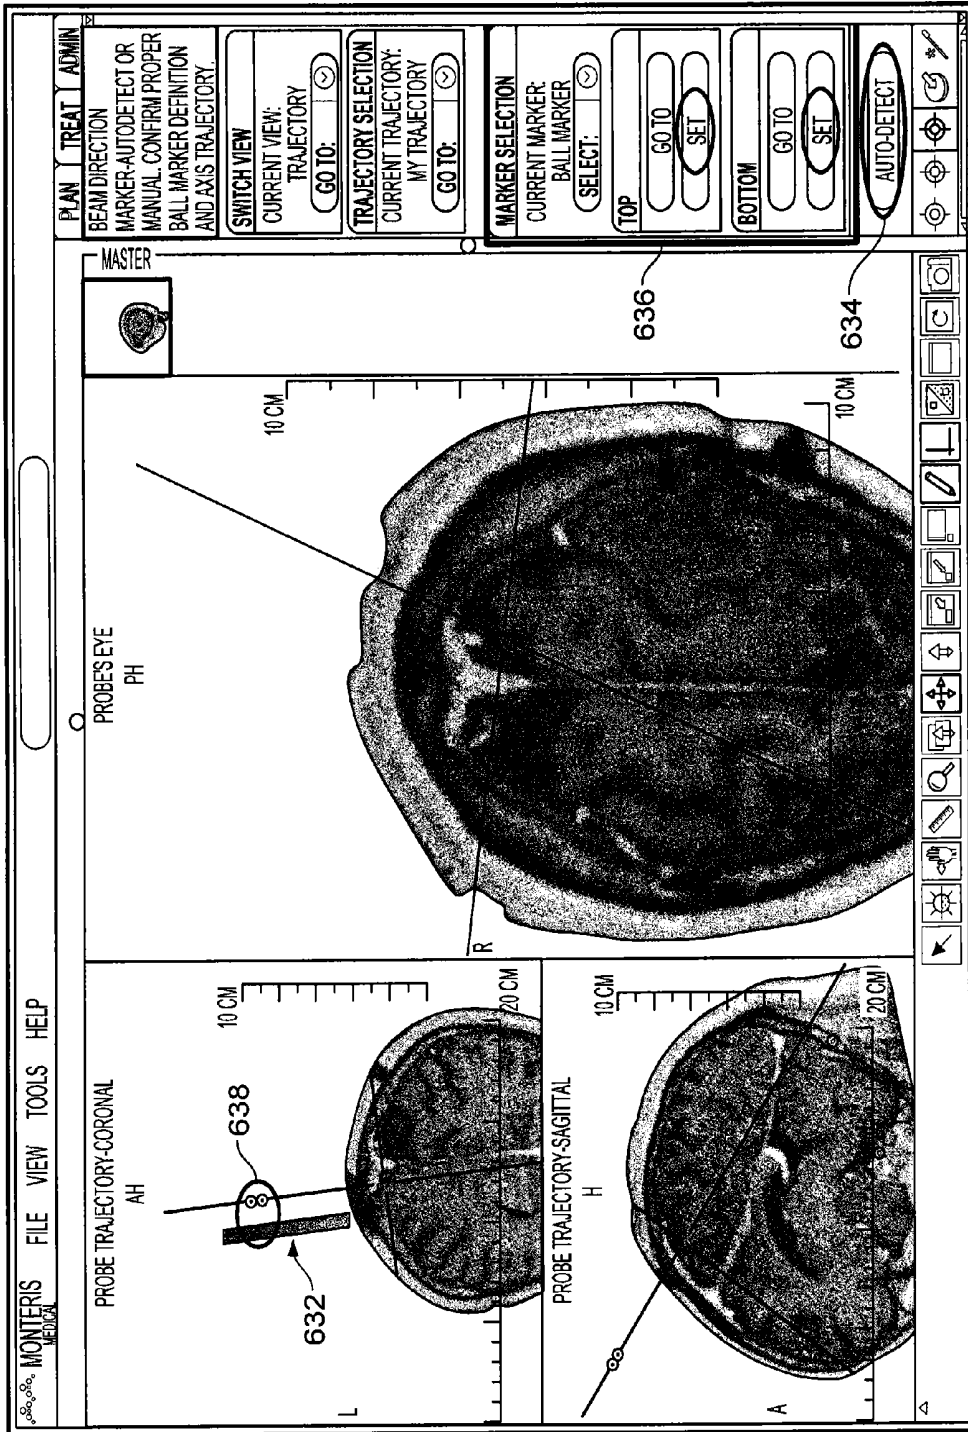 MONTERIS
MEDICAL
FILE VIEW TOOLS HELP
PLAN TREAT ADMIN
PROBE TRAJECTORY-CORONAL
AH
638
632
10 CM
L
20 CM
PROBE TRAJECTORY-SAGITTAL
H
10 CM
A
20 CM
PROBES EYE
PH
10 CM
R
10 CM
MASTER
BEAM DIRECTION
MARKER-AUTODETECT OR
MANUAL. CONFIRM PROPER
BALL MARKER DEFINITION
AND AXIS TRAJECTORY.
SWITCH VIEW
CURRENT VIEW:
TRAJECTORY
GO TO:
TRAJECTORY SELECTION
CURRENT TRAJECTORY:
MY TRAJECTORY
GO TO:
MARKER SELECTION
CURRENT MARKER:
BALL MARKER
SELECT:
TOP
GO TO
SET
BOTTOM
GO TO
SET
AUTO-DETECT
636
634